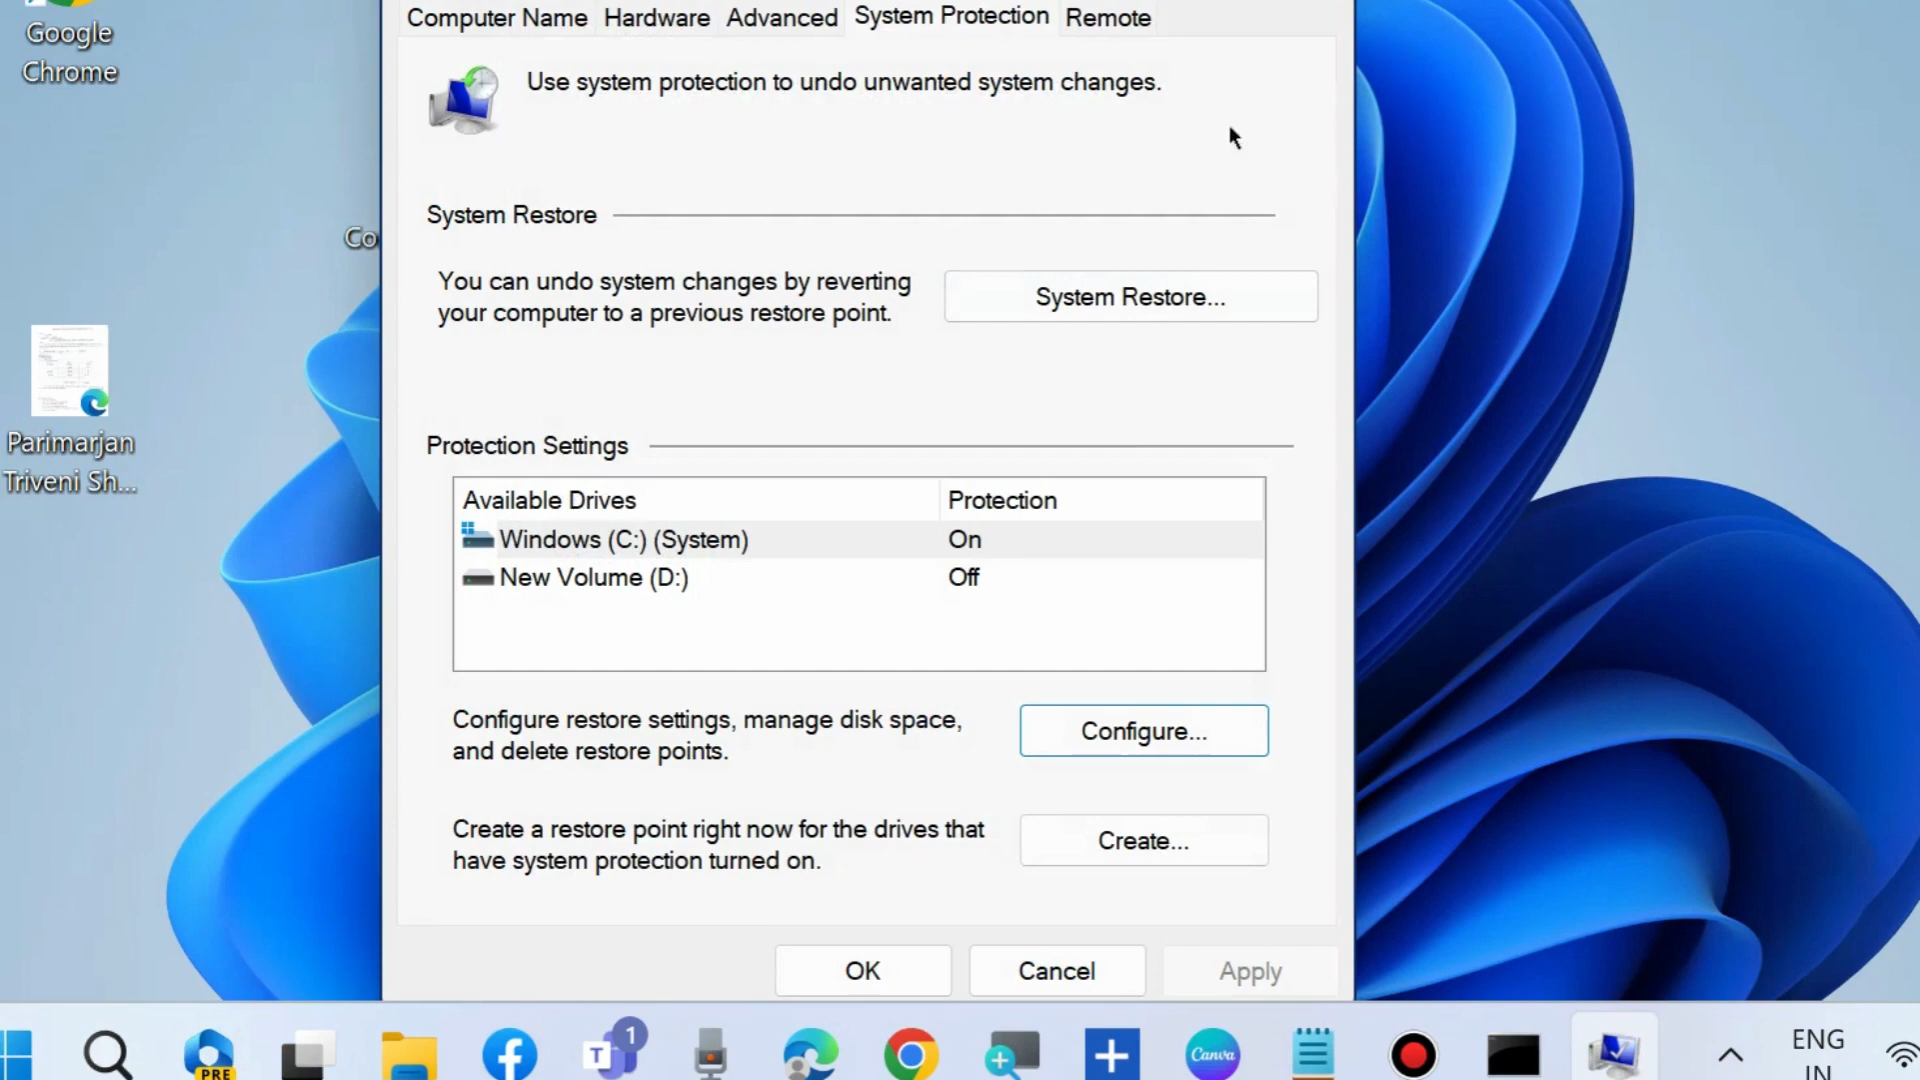 Google
Chrome
Co
Parimarjan
Triveni Sh...
Computer Name Hardware Advanced System Protection Remote
Use system protection to undo unwanted system changes.
System Restore
You can undo system changes by reverting
your computer to a previous restore point.
System Restore...
Protection Settings
Available Drives Protection
Windows (C:) (System) On
New Volume (D:) Off
Configure restore settings, manage disk space,
and delete restore points.
Configure...
Create a restore point right now for the drives that
have system protection turned on.
Create...
OK Cancel Apply
PRE
T
1
Canva
ENG
IN